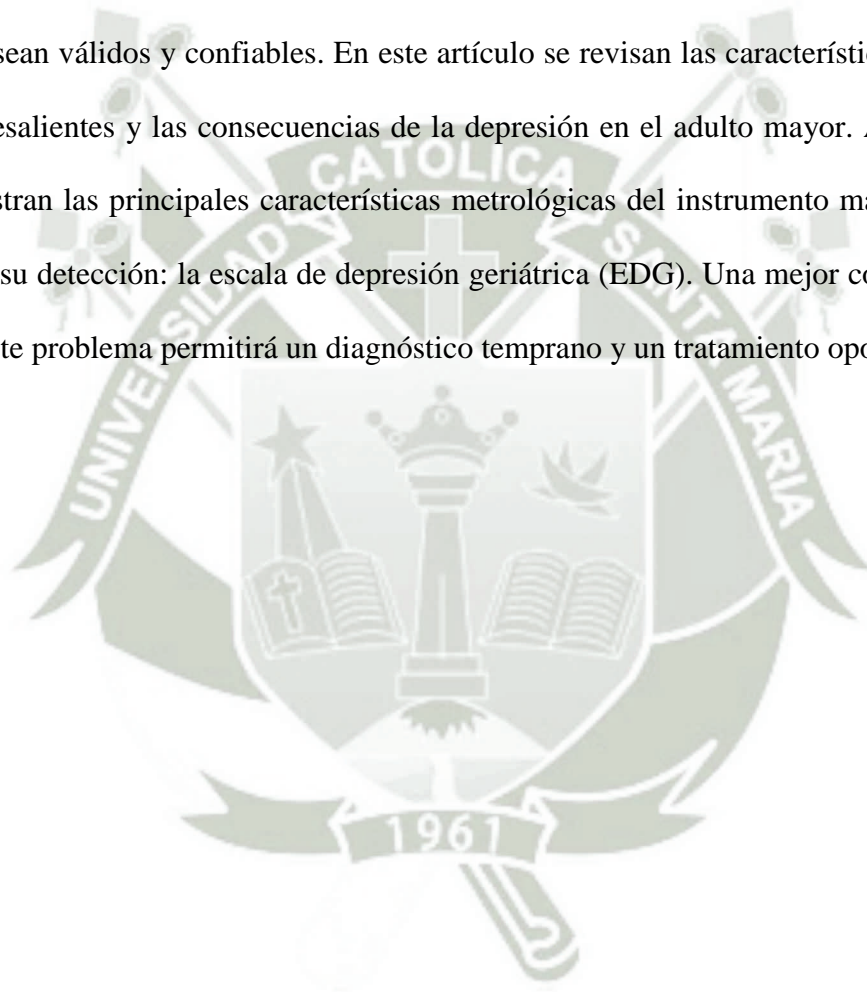 sean válidos y confiables. En este artículo se revisan las característic
esalientes y las consecuencias de la depresión en el adulto mayor. A
stran las principales características metrológicas del instrumento ma
su detección: la escala de depresión geriátrica (EDG). Una mejor co
te problema permitirá un diagnóstico temprano y un tratamiento opo
UNIVERSIDAD CATOLICA SANTA MARIA
1961